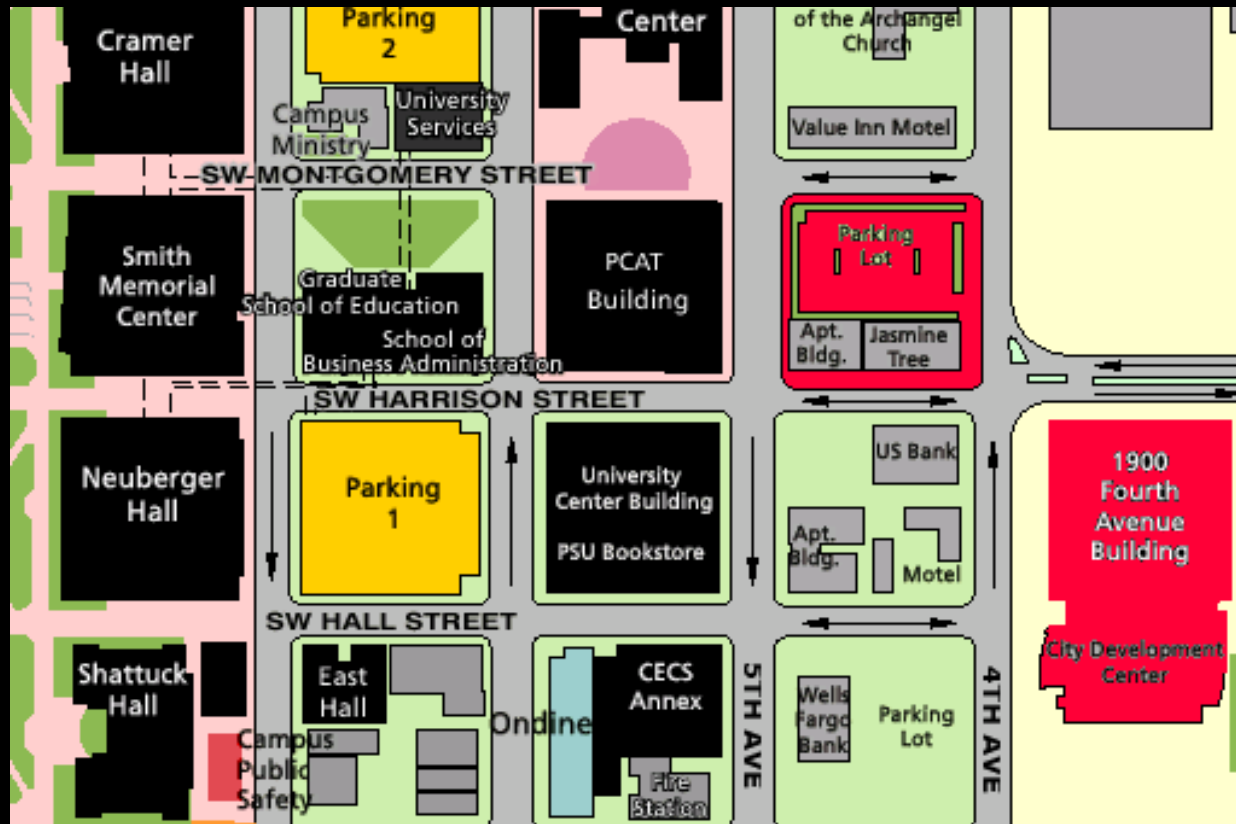 Cramer
Hall
Parking
2
Center
of the Archangel
Church
Campus
Ministry
University
Services
Value Inn Motel
SW MONTGOMERY STREET
Smith
Memorial
Center
Graduate
School of Education
School of
Business Administration
PCAT
Building
Parking
Lot
Apt.
Bldg.
Jasmine
Tree
SW HARRISON STREET
Neuberger
Hall
Parking
1
University
Center Building
PSU Bookstore
US Bank
Apt.
Bldg.
Motel
1900
Fourth
Avenue
Building
City Development
Center
SW HALL STREET
Shattuck
Hall
East
Hall
Campus
Public
Safety
Ondine
CECS
Annex
Fire
Station
5TH AVE
Wells
Fargo
Bank
Parking
Lot
4TH AVE